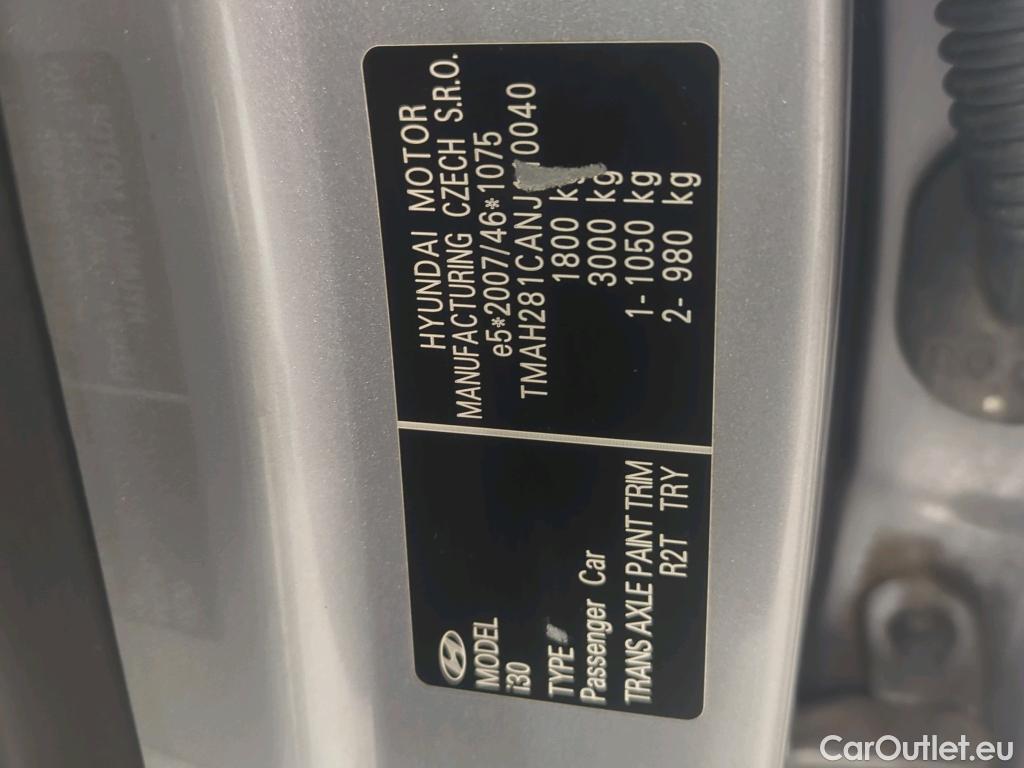 HYUNDAI MOTOR
MANUFACTURING CZECH S.R.O.
e5*2007/46*1075
1800 kg
3000 kg
1- 1050 kg
2- 980 kg
MODEL
i30
TYPE
Passenger Car
TRANS AXLE PAINT TRIM
R2T TRY
CarOutlet.eu